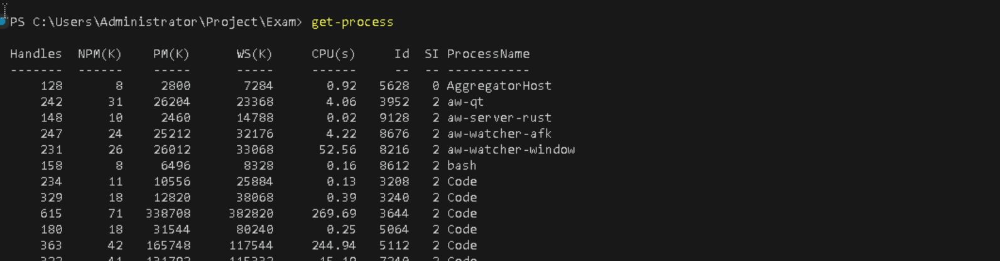 PS C:\Users\Administrator\Project\Exam> get-process
Handles NPM(K) PM(K) WS(K) CPU(s) Id SI ProcessName
------- ------ ----- ----- ------ -- -- -----------
128 8 2800 7284 0.92 5628 0 AggregatorHost
242 31 26204 23368 4.06 3952 2 aw-qt
148 10 2460 14788 0.02 9128 2 aw-server-rust
247 24 25212 32176 4.22 8676 2 aw-watcher-afk
231 26 26012 33068 52.56 8216 2 aw-watcher-window
158 8 6496 8328 0.16 8612 2 bash
234 11 10556 25884 0.13 3208 2 Code
329 18 12820 38068 0.39 3240 2 Code
615 71 338708 382820 269.69 3644 2 Code
180 18 31544 80240 0.25 5064 2 Code
363 42 165748 117544 244.94 5112 2 Code
2 Code